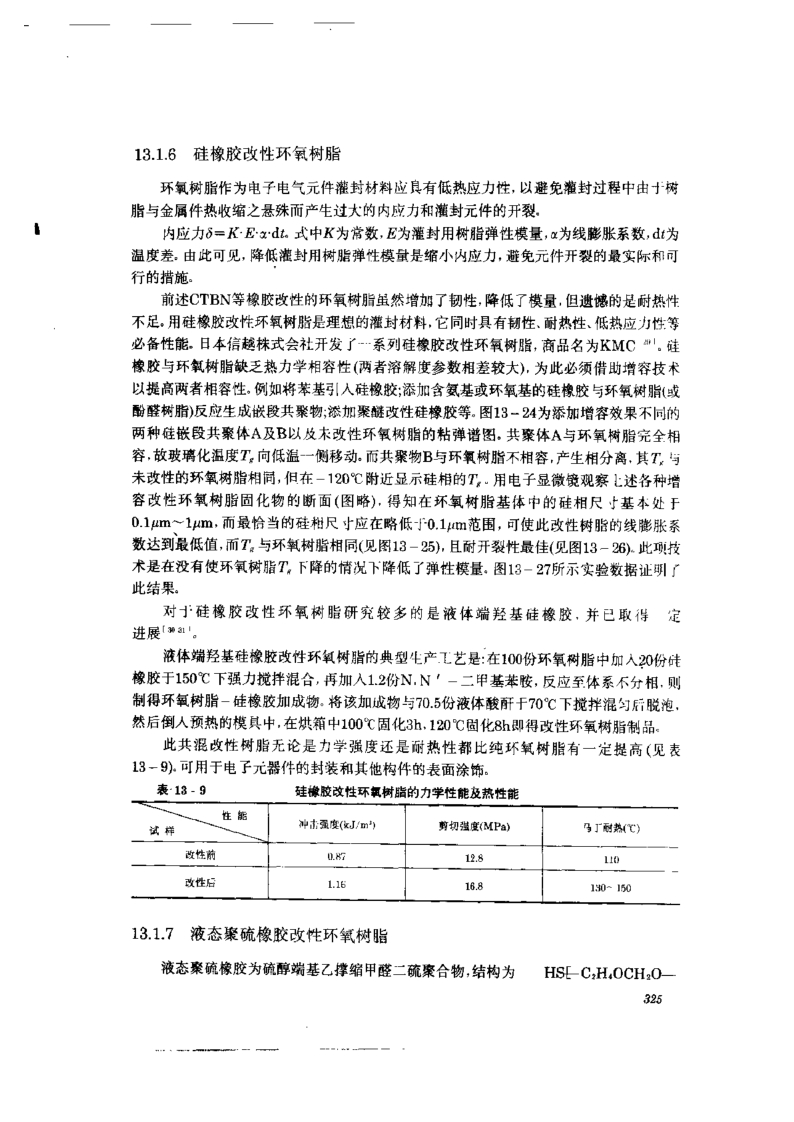 13.1.6 硅橡胶改性环氧树脂
环氧树脂作为电子电气元件灌封材料应具有低热应力性,以避免灌封过程中由于树
脂与金属件热收缩之悬殊而产生过大的内应力和灌封元件的开裂。
内应力δ=K·E·α·dt。式中K为常数,E为灌封用树脂弹性模量,α为线膨胀系数,dt为
温度差。由此可见,降低灌封用树脂弹性模量是缩小内应力,避免元件开裂的最实际和可
行的措施。
前述CTBN等橡胶改性的环氧树脂虽然增加了韧性,降低了模量,但遗憾的是耐热性
不足。用硅橡胶改性环氧树脂是理想的灌封材料,它同时具有韧性、耐热性、低热应力性等
必备性能。日本信越株式会社开发了一系列硅橡胶改性环氧树脂,商品名为KMC 。硅
橡胶与环氧树脂缺乏热力学相容性(两者溶解度参数相差较大),为此必须借助增容技术
以提高两者相容性。例如将苯基引入硅橡胶;添加含氨基或环氧基的硅橡胶与环氧树脂(或
酚醛树脂)反应生成嵌段共聚物;添加聚醚改性硅橡胶等。图13-24为添加增容效果不同的
两种硅嵌段共聚体A及B以及未改性环氧树脂的粘弹谱图。共聚体A与环氧树脂完全相
容,故玻璃化温度Tg向低温一侧移动。而共聚物B与环氧树脂不相容,产生相分离,其Tg与
未改性的环氧树脂相同,但在-120℃附近显示硅相的Tg。用电子显微镜观察上述各种增
容改性环氧树脂固化物的断面(图略),得知在环氧树脂基体中的硅相尺寸基本处于
0.1μm~1μm,而最恰当的硅相尺寸应在略低于0.1μm范围,可使此改性树脂的线膨胀系
数达到最低值,而Tg与环氧树脂相同(见图13-25),且耐开裂性最佳(见图13-26)。此项技
术是在没有使环氧树脂Tg下降的情况下降低了弹性模量。图13-27所示实验数据证明了
此结果。
对于硅橡胶改性环氧树脂研究较多的是液体端羟基硅橡胶,并已取得 定
进展[30 31]。
液体端羟基硅橡胶改性环氧树脂的典型生产工艺是:在100份环氧树脂中加入20份硅
橡胶于150℃下强力搅拌混合,再加入1.2份N,N′-二甲基苯胺,反应至体系不分相,则
制得环氧树脂-硅橡胶加成物。将该加成物与70.5份液体酸酐于70℃下搅拌混匀后脱泡,
然后倒入预热的模具中,在烘箱中100℃固化3h,120℃固化8h即得改性环氧树脂制品。
此共混改性树脂无论是力学强度还是耐热性都比纯环氧树脂有一定提高(见表
13-9)。可用于电子元器件的封装和其他构件的表面涂饰。
表13-9 硅橡胶改性环氧树脂的力学性能及热性能
性能 试样 冲击强度(kJ/m²) 剪切强度(MPa) 马丁耐热(℃)
改性前 0.87 12.8 110
改性后 1.16 16.8 130~150
13.1.7 液态聚硫橡胶改性环氧树脂
液态聚硫橡胶为硫醇端基乙撑缩甲醛二硫聚合物,结构为 HS[—C₂H₄OCH₂O—
325